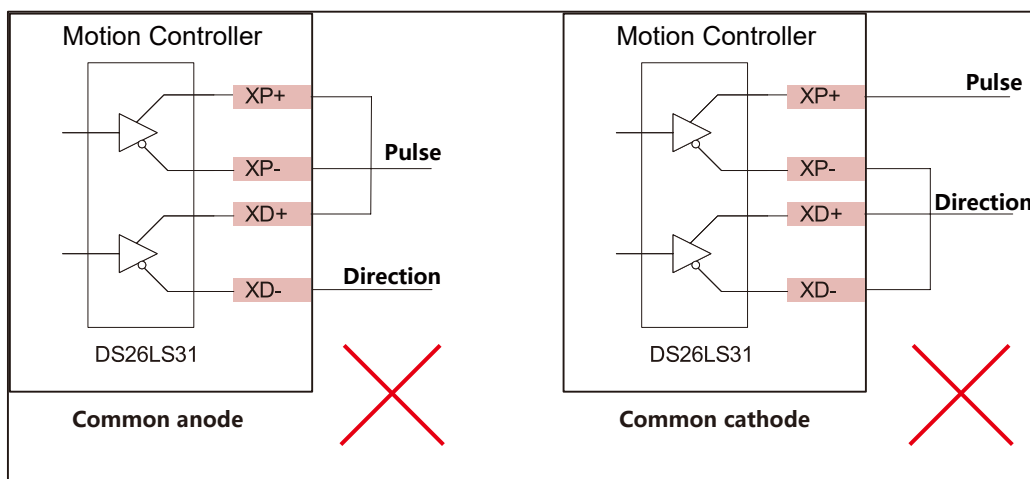 Motion Controller
XP+
Pulse
XP-
XD+
Direction
XD-
DS26LS31
Common anode
Motion Controller
Pulse
XP+
XP-
Direction
XD+
XD-
DS26LS31
Common cathode